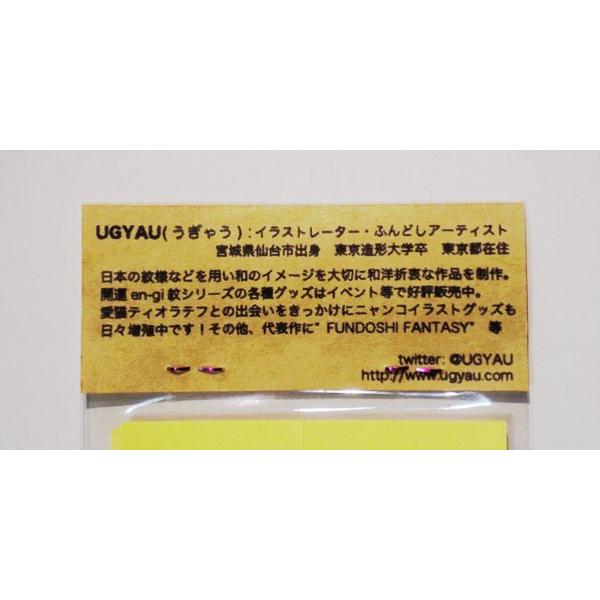 UGYAU(うぎゃう):イラストレーター・ふんどしアーティスト
宮城県仙台市出身 東京造形大学卒 東京都在住
日本の紋様などを用い和のイメージを大切に和洋折衷な作品を制作。
開運en-gi紋シリーズの各種グッズはイベント等で好評販売中。
愛猫ティオラテフとの出会いをきっかけにニャンコイラストグッズも
日々増殖中です!その他、代表作に"FUNDOSHI FANTASY" 等
twitter: @UGYAU
http://www.ugyau.com